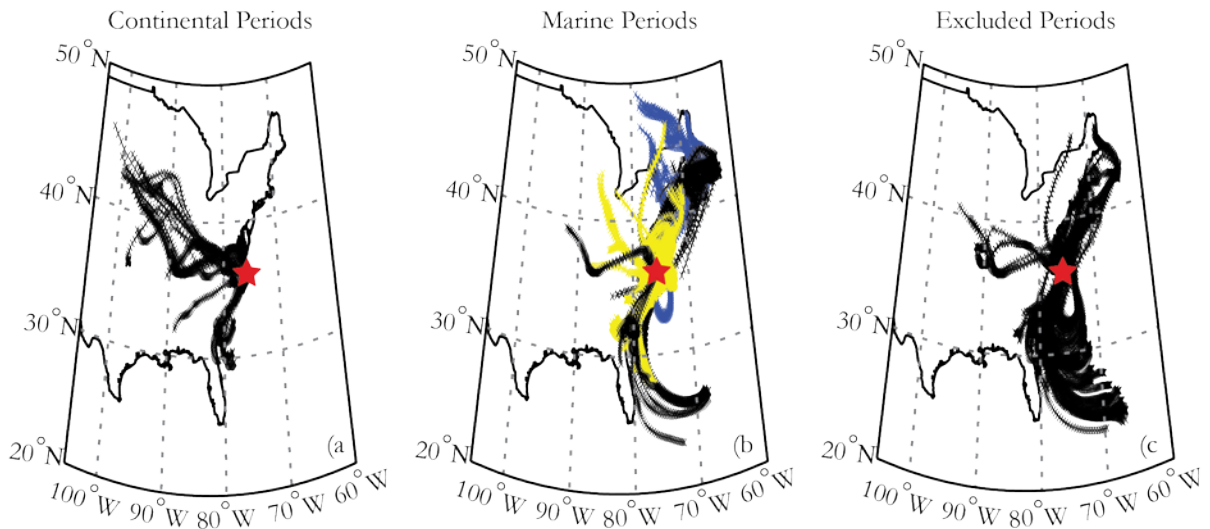 Continental Periods
Marine Periods
Excluded Periods
50°N
40°N
30°N
20°N
100°W
90°W
80°W
70°W
60°W
(a
50°N
40°N
30°N
20°N
100°W
90°W
80°W
70°W
60°W
(b
50°N
40°N
30°N
20°N
100°W
90°W
80°W
70°W
60°W
(c